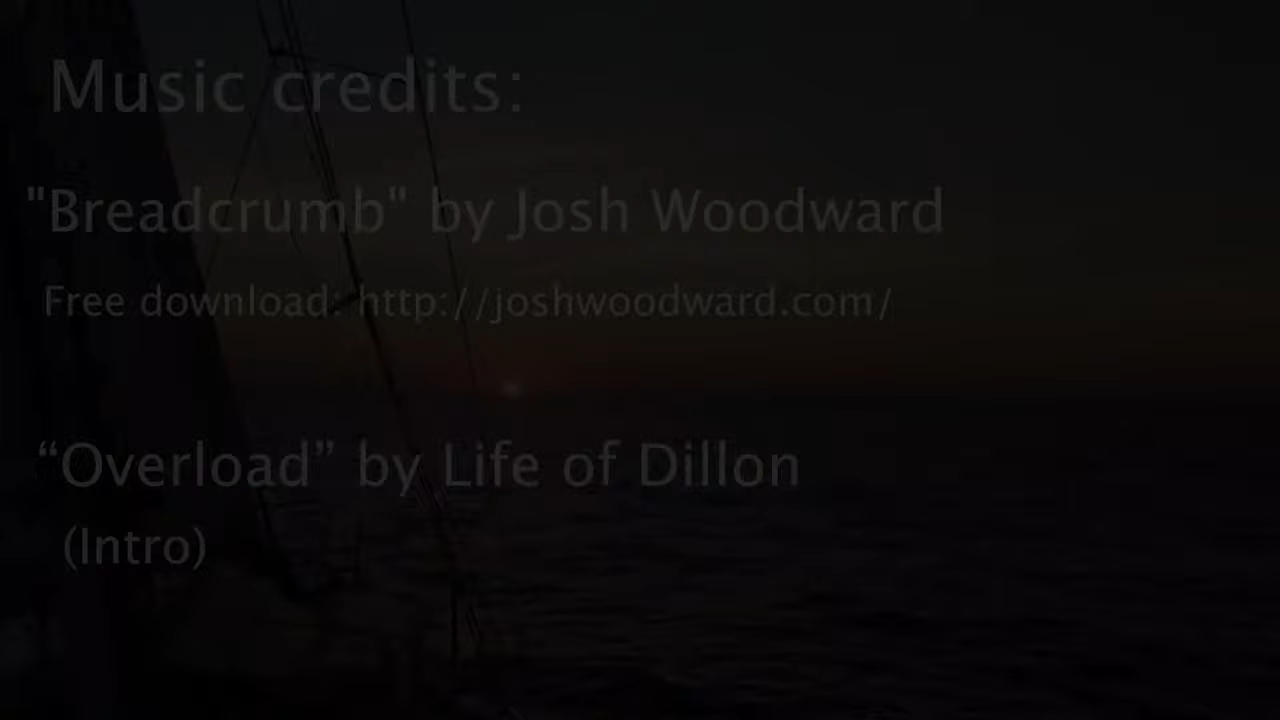 Music credits:
"Breadcrumb" by Josh Woodward
Free download: http://joshwoodward.com/
“Overload” by Life of Dillon
(Intro)